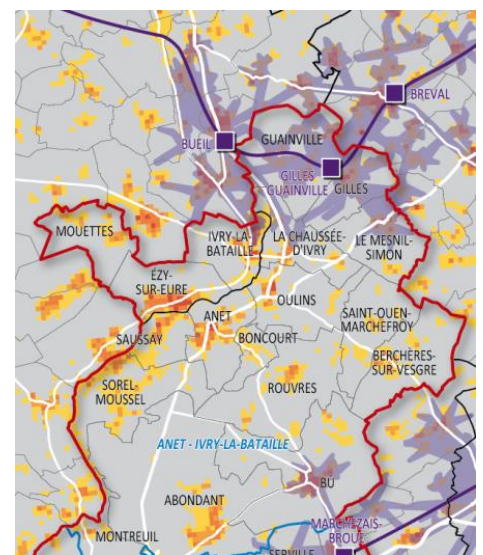 BREVAL
BUEIL
GUAINVILLE
GILLES
GUAINVILLE
GILLES
MOUETTES
IVRY-LA-
BATAILLE
LA CHAUSSÉE-
D'IVRY
LE MESNIL-
SIMON
ÉZY-
SUR-EURE
OULINS
ANET
SAINT-OUEN-
MARCHEFROY
SAUSSAY
BONCOURT
BERCHÈRES-
SUR-VESGRE
SOREL-
MOUSSEL
ROUVRES
ANET - IVRY-LA-BATAILLE
BÛ
ABONDANT
MARCHEZAIS-
BROUÉ
MONTREUIL
SERVILLE